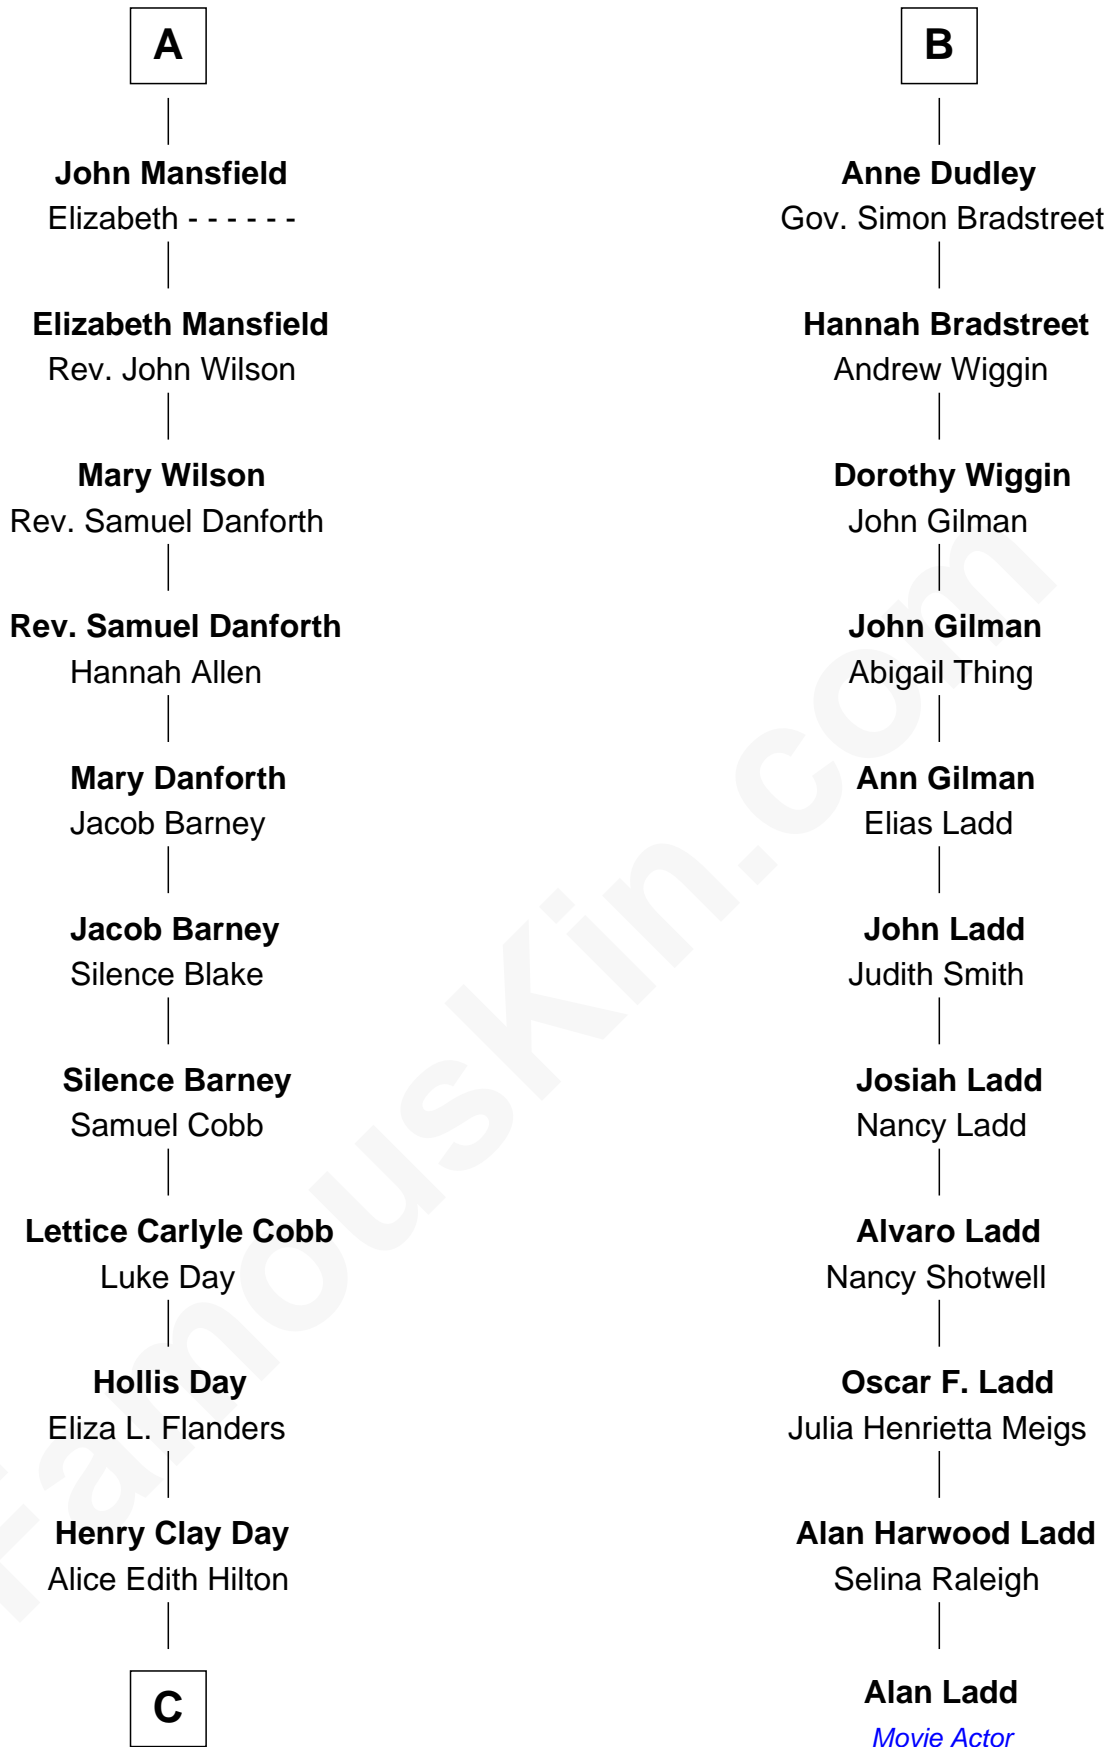 A
John Mansfield
Elizabeth - - - - - -
Elizabeth Mansfield
Rev. John Wilson
Mary Wilson
Rev. Samuel Danforth
Rev. Samuel Danforth
Hannah Allen
Mary Danforth
Jacob Barney
Jacob Barney
Silence Blake
Silence Barney
Samuel Cobb
Lettice Carlyle Cobb
Luke Day
Hollis Day
Eliza L. Flanders
Henry Clay Day
Alice Edith Hilton
C
B
Anne Dudley
Gov. Simon Bradstreet
Hannah Bradstreet
Andrew Wiggin
Dorothy Wiggin
John Gilman
John Gilman
Abigail Thing
Ann Gilman
Elias Ladd
John Ladd
Judith Smith
Josiah Ladd
Nancy Ladd
Alvaro Ladd
Nancy Shotwell
Oscar F. Ladd
Julia Henrietta Meigs
Alan Harwood Ladd
Selina Raleigh
Alan Ladd
Movie Actor
FamousKin.com